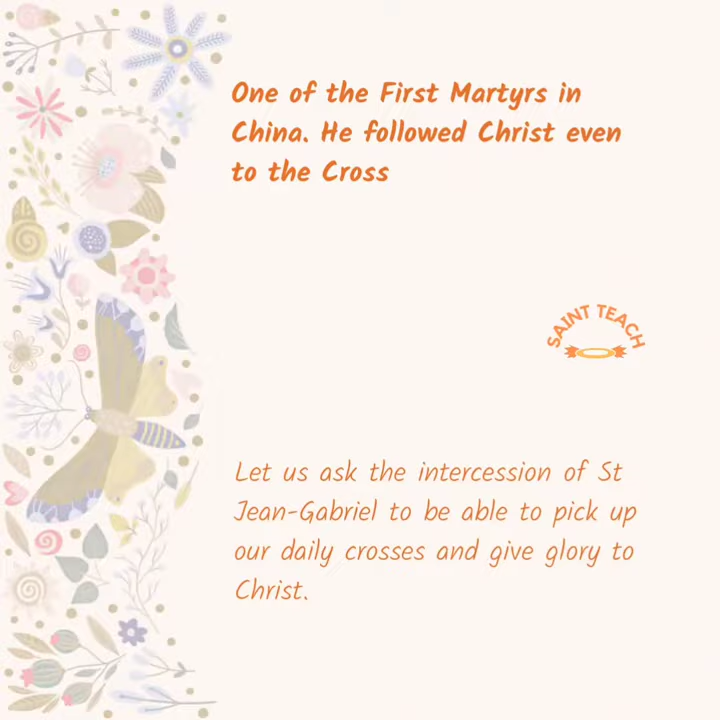 One of the First Martyrs in
China. He followed Christ even
to the Cross
SAINT TEACH
Let us ask the intercession of St
Jean-Gabriel to be able to pick up
our daily crosses and give glory to
Christ.